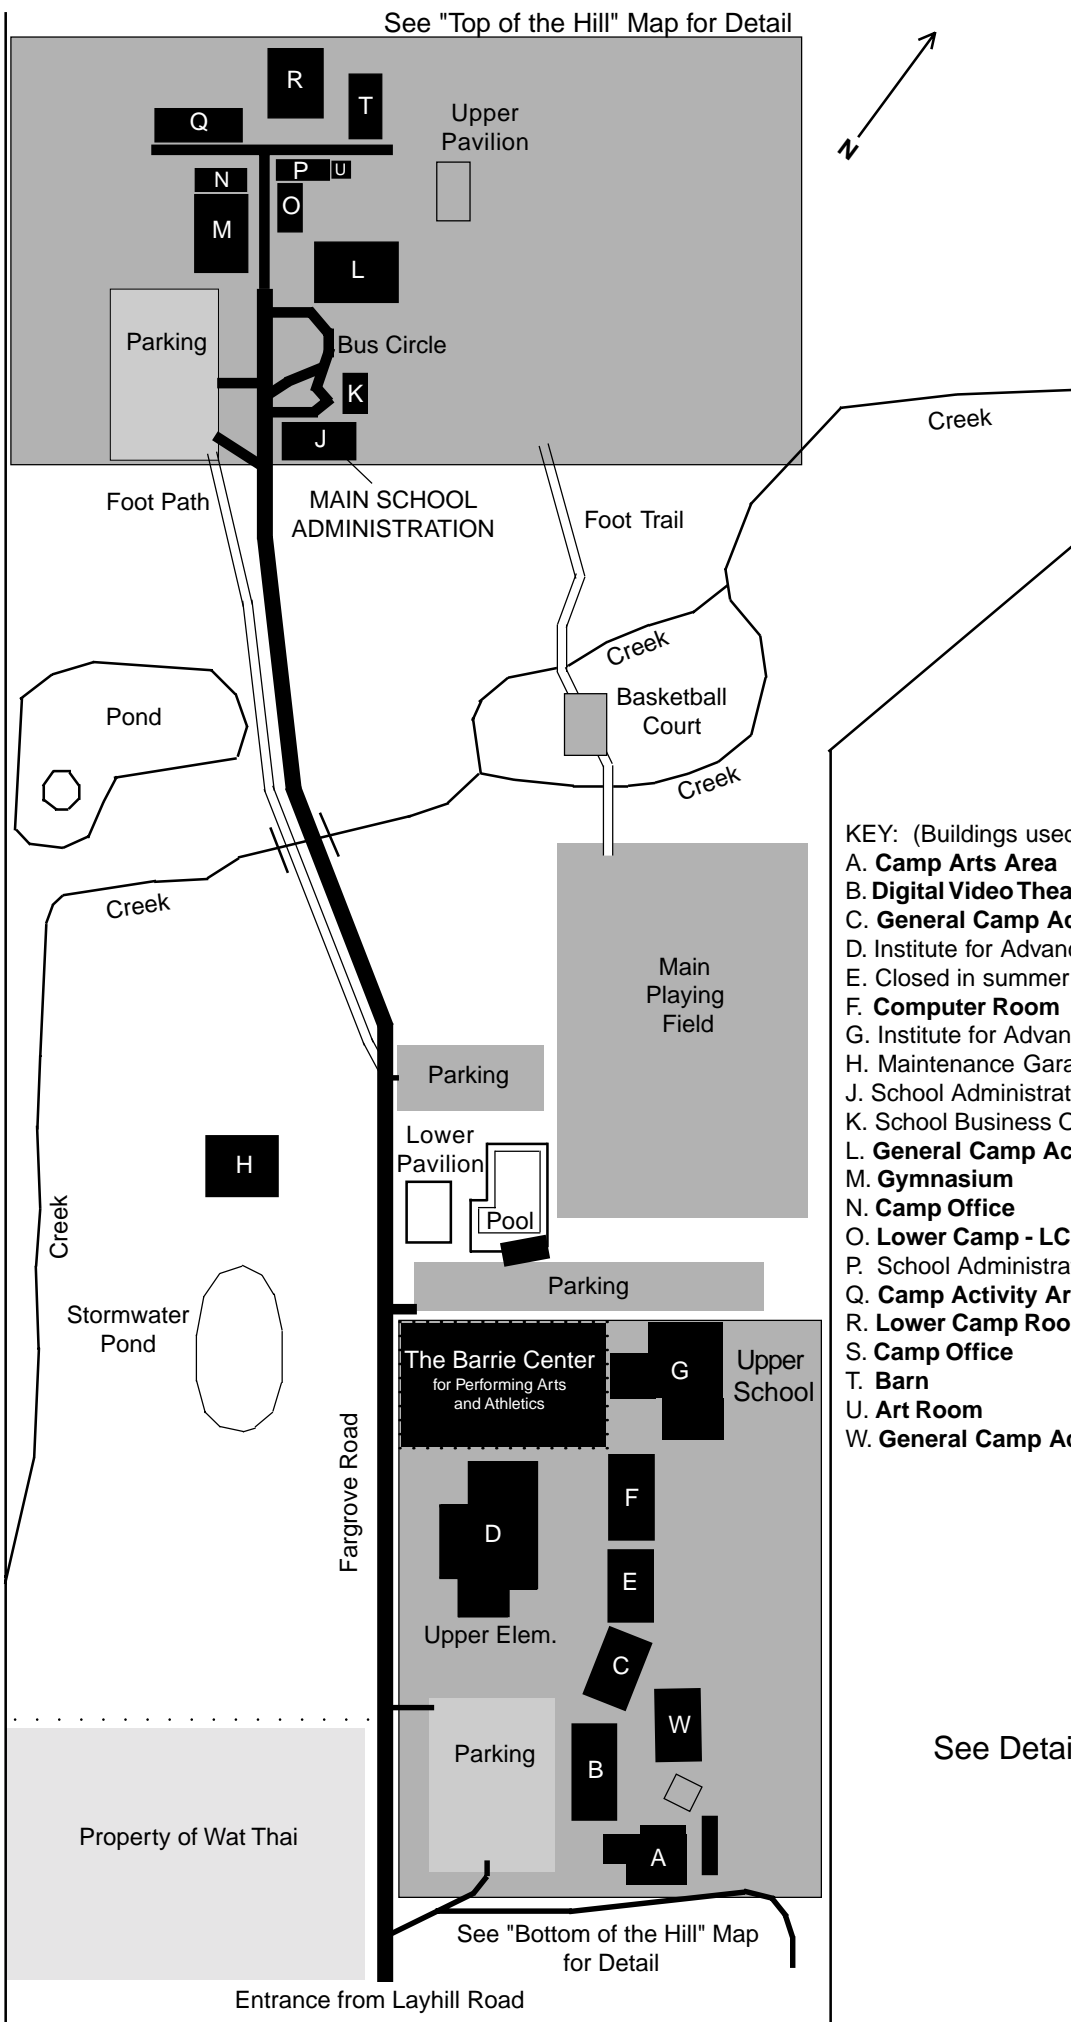 See "Top of the Hill" Map for Detail
R
T
Q
Upper
Pavilion
N
P
U
N
O
M
L
Parking
Bus Circle
K
J
Creek
Foot Path
MAIN SCHOOL
ADMINISTRATION
Foot Trail
Creek
Pond
Basketball
Court
Creek
Creek
KEY: (Buildings used
A. Camp Arts Area
B. Digital Video Thea
C. General Camp Ac
D. Institute for Advanc
E. Closed in summer
F. Computer Room
G. Institute for Advan
H. Maintenance Gara
J. School Administrat
K. School Business O
L. General Camp Ac
M. Gymnasium
N. Camp Office
O. Lower Camp - LC
P. School Administra
Q. Camp Activity Ar
R. Lower Camp Roo
S. Camp Office
T. Barn
U. Art Room
W. General Camp Ac
Main
Playing
Field
Parking
Lower
Pavilion
H
Pool
Creek
Parking
Stormwater
Pond
The Barrie Center
for Performing Arts
and Athletics
G
Upper
School
Fargrove Road
F
D
E
Upper Elem.
C
W
Parking
B
See Detai
Property of Wat Thai
A
See "Bottom of the Hill" Map
for Detail
Entrance from Layhill Road